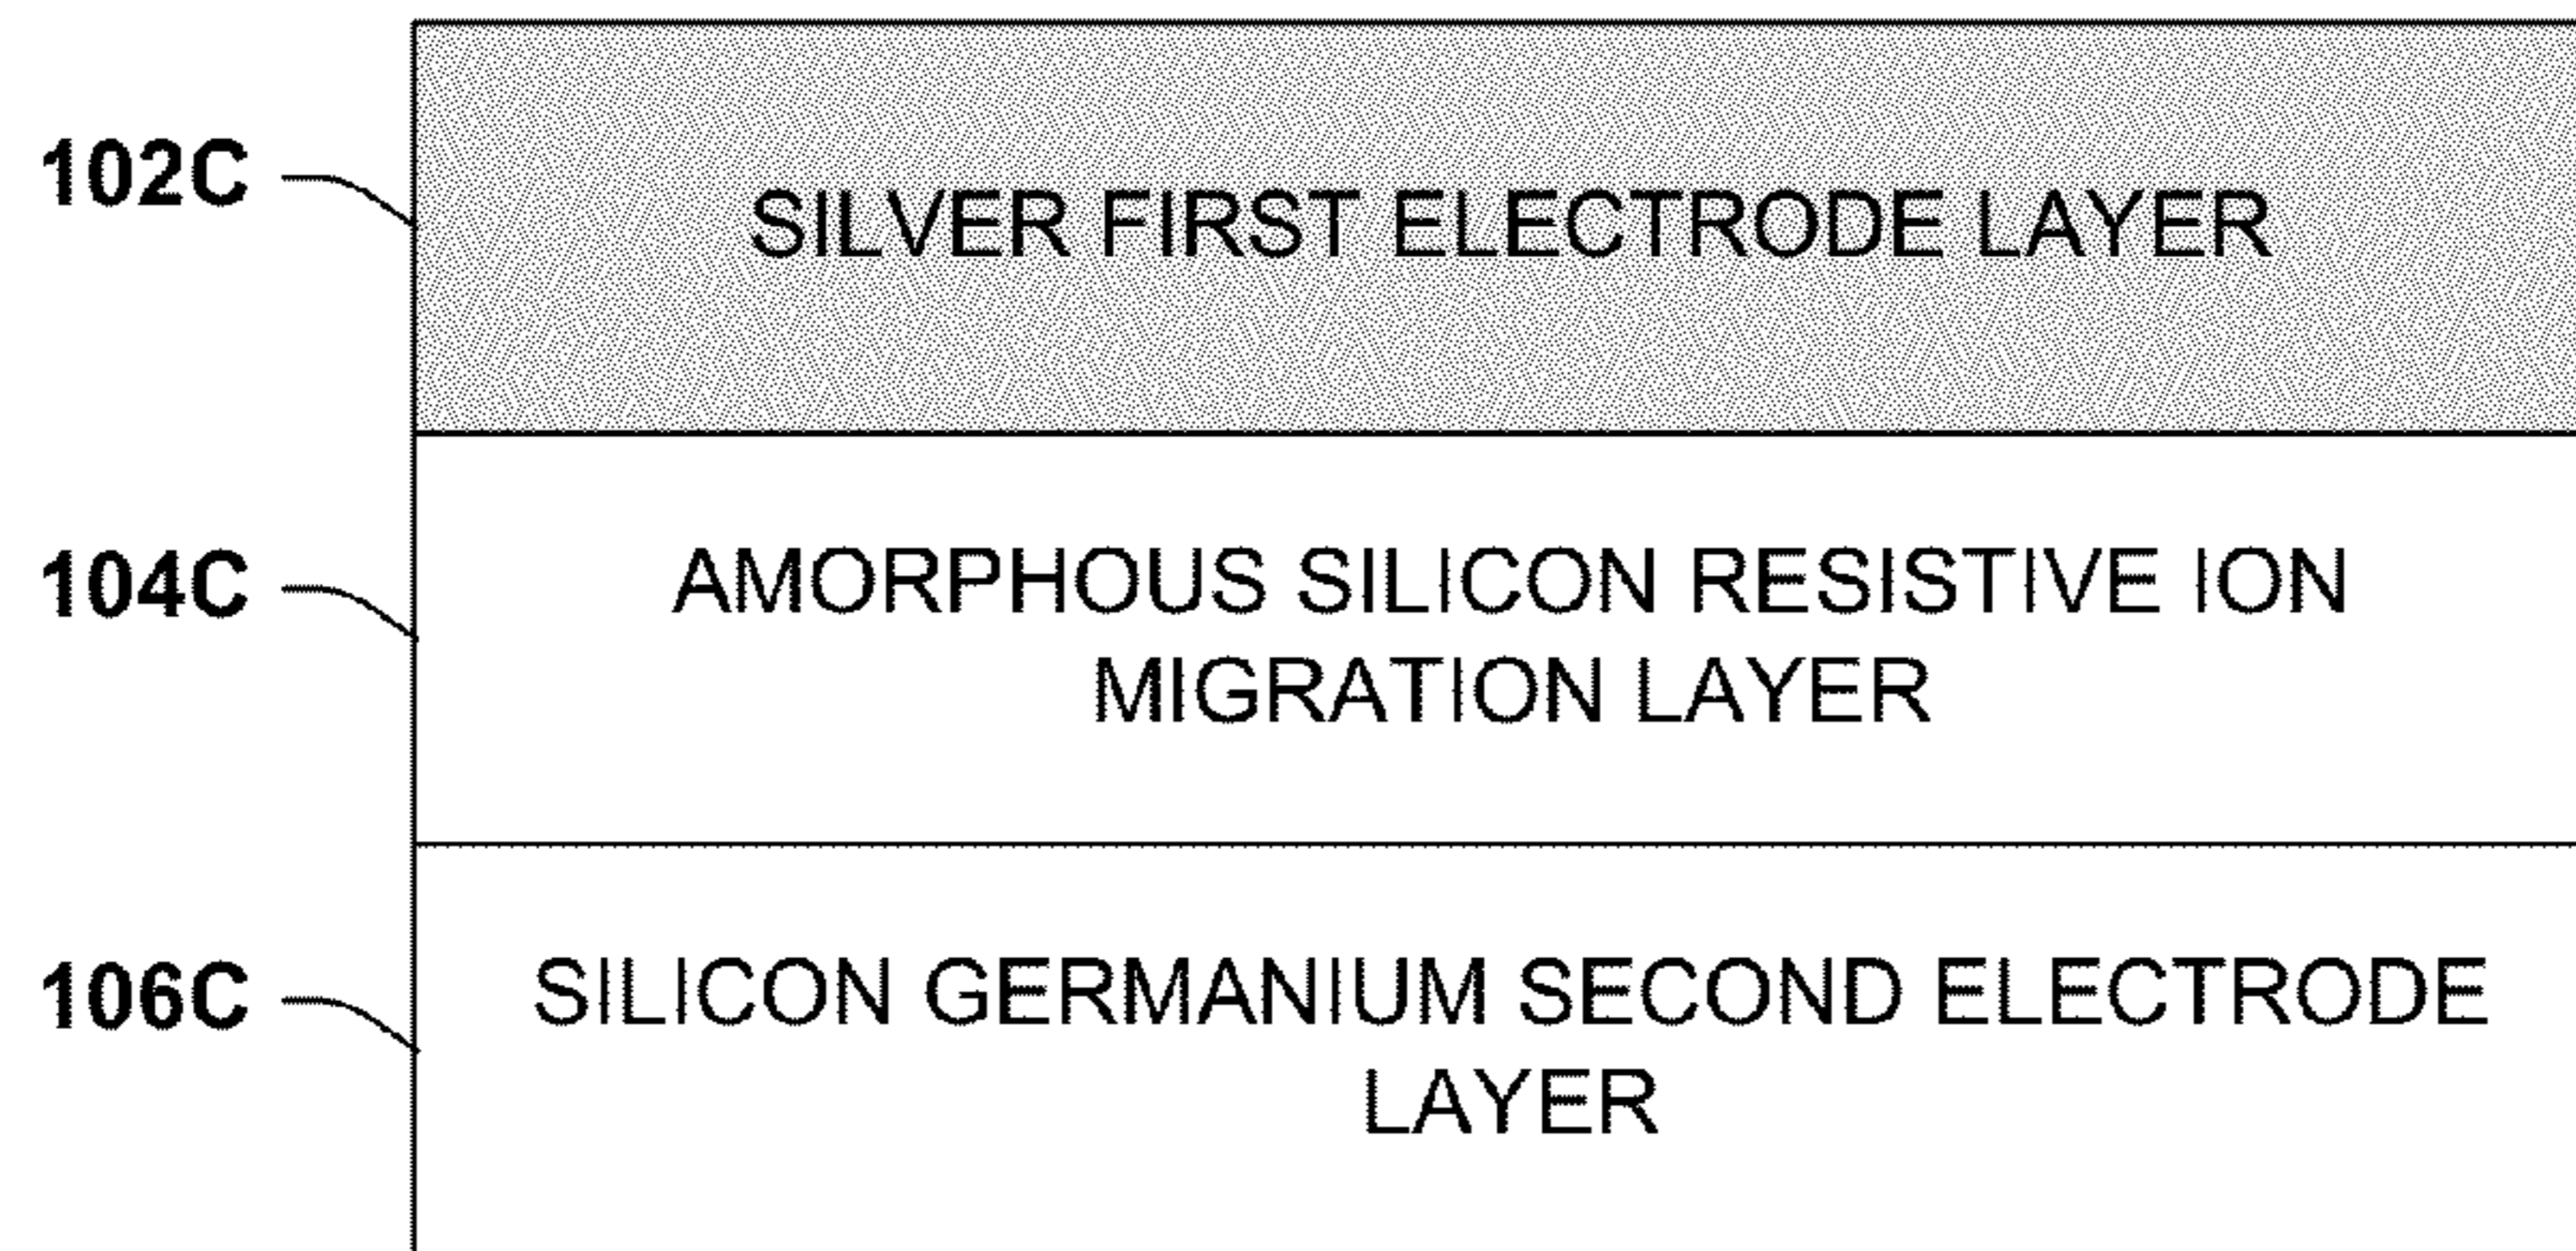 102C
SILVER FIRST ELECTRODE LAYER
104C
AMORPHOUS SILICON RESISTIVE ION
MIGRATION LAYER
106C
SILICON GERMANIUM SECOND ELECTRODE
LAYER